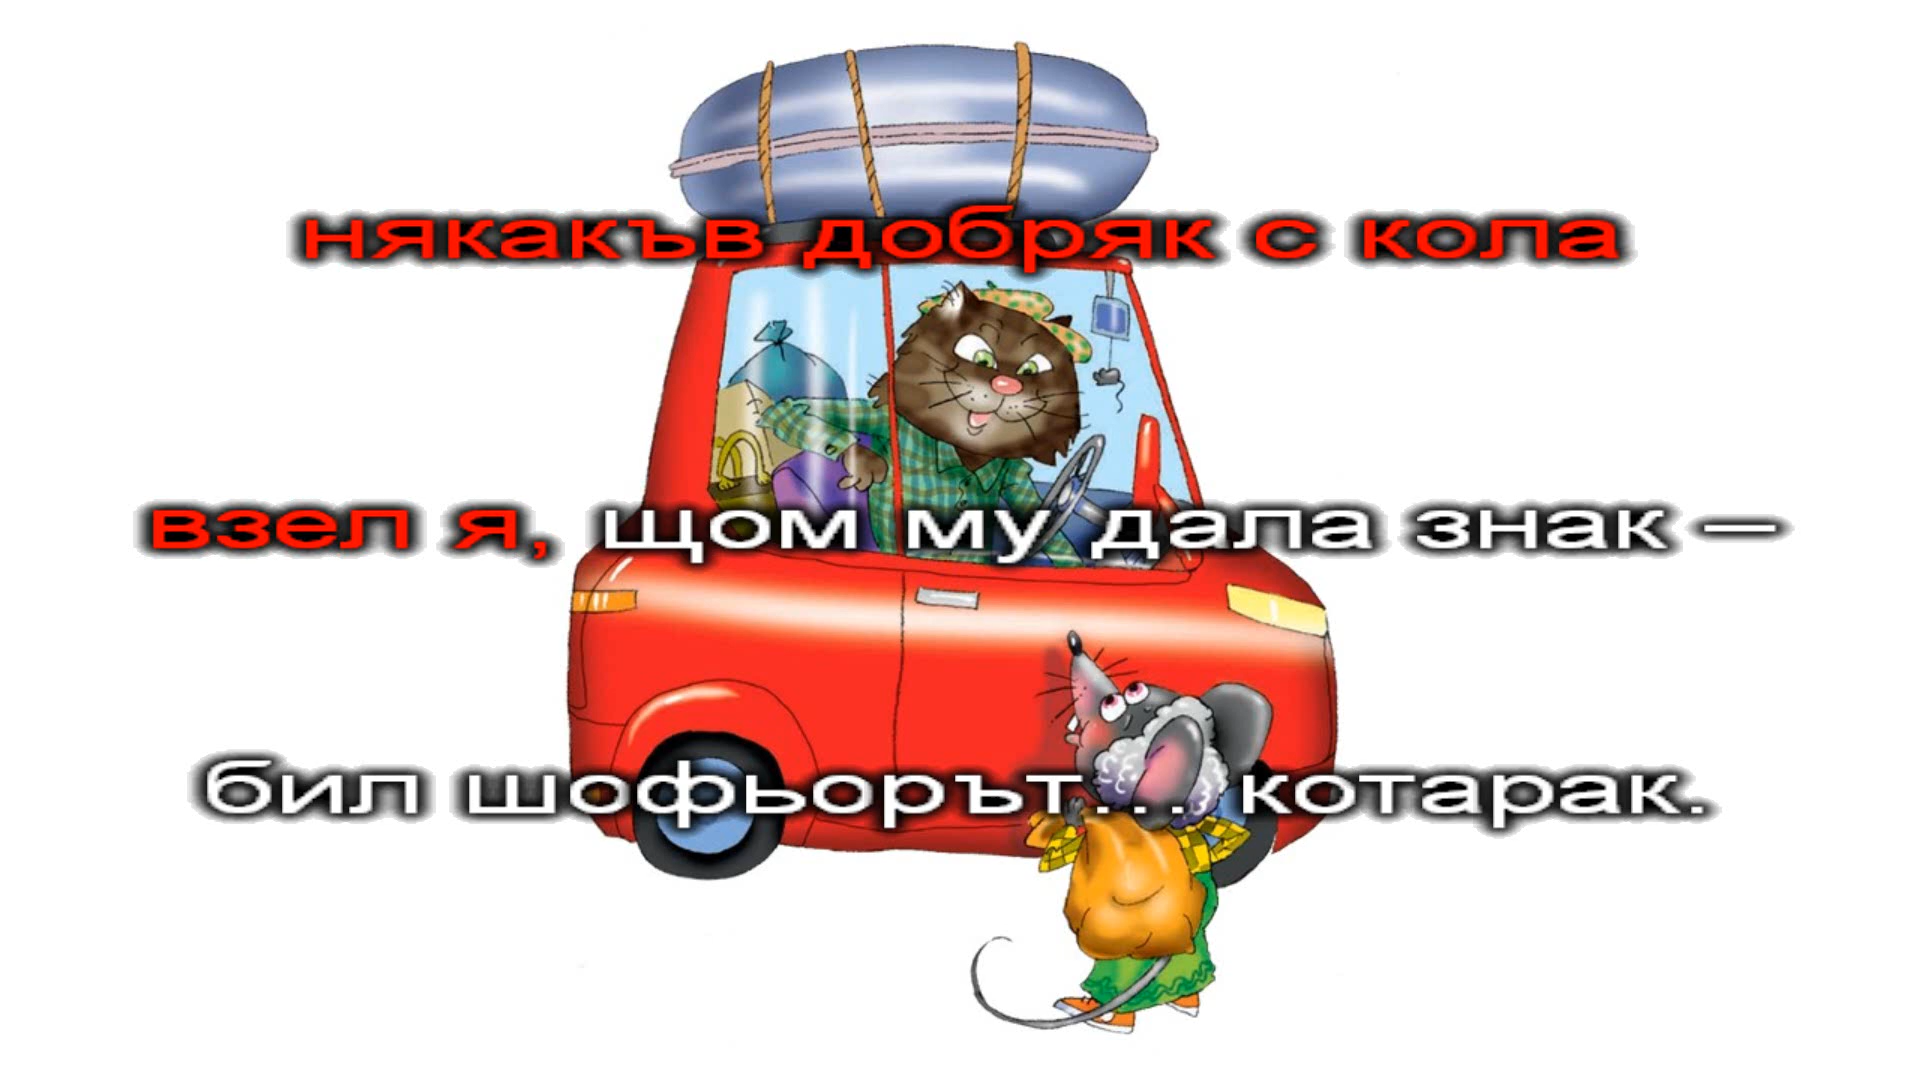 някакъв добряк с кола
взел я, щом му дала знак –
бил шофьорът... котарак.